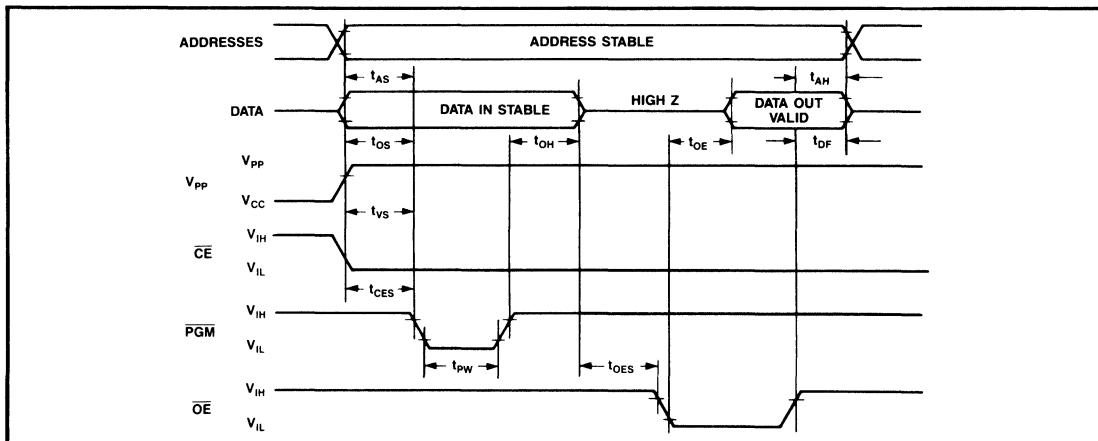 ADDRESSES
ADDRESS STABLE
tAS
tAH
DATA
DATA IN STABLE
HIGH Z
DATA OUT
VALID
tOS
tOH
tOE
tDF
VPP
VPP
VCC
tVS
CE
VIH
VIL
tCES
PGM
VIH
VIL
tPW
tOES
OE
VIH
VIL